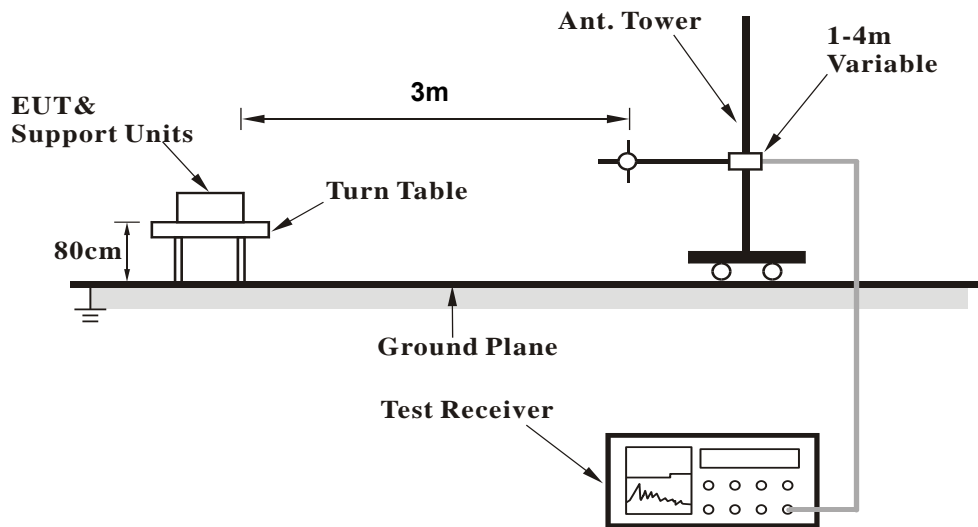 Ant. Tower
1-4m
Variable
3m
EUT&
Support Units
Turn Table
80cm
Ground Plane
Test Receiver